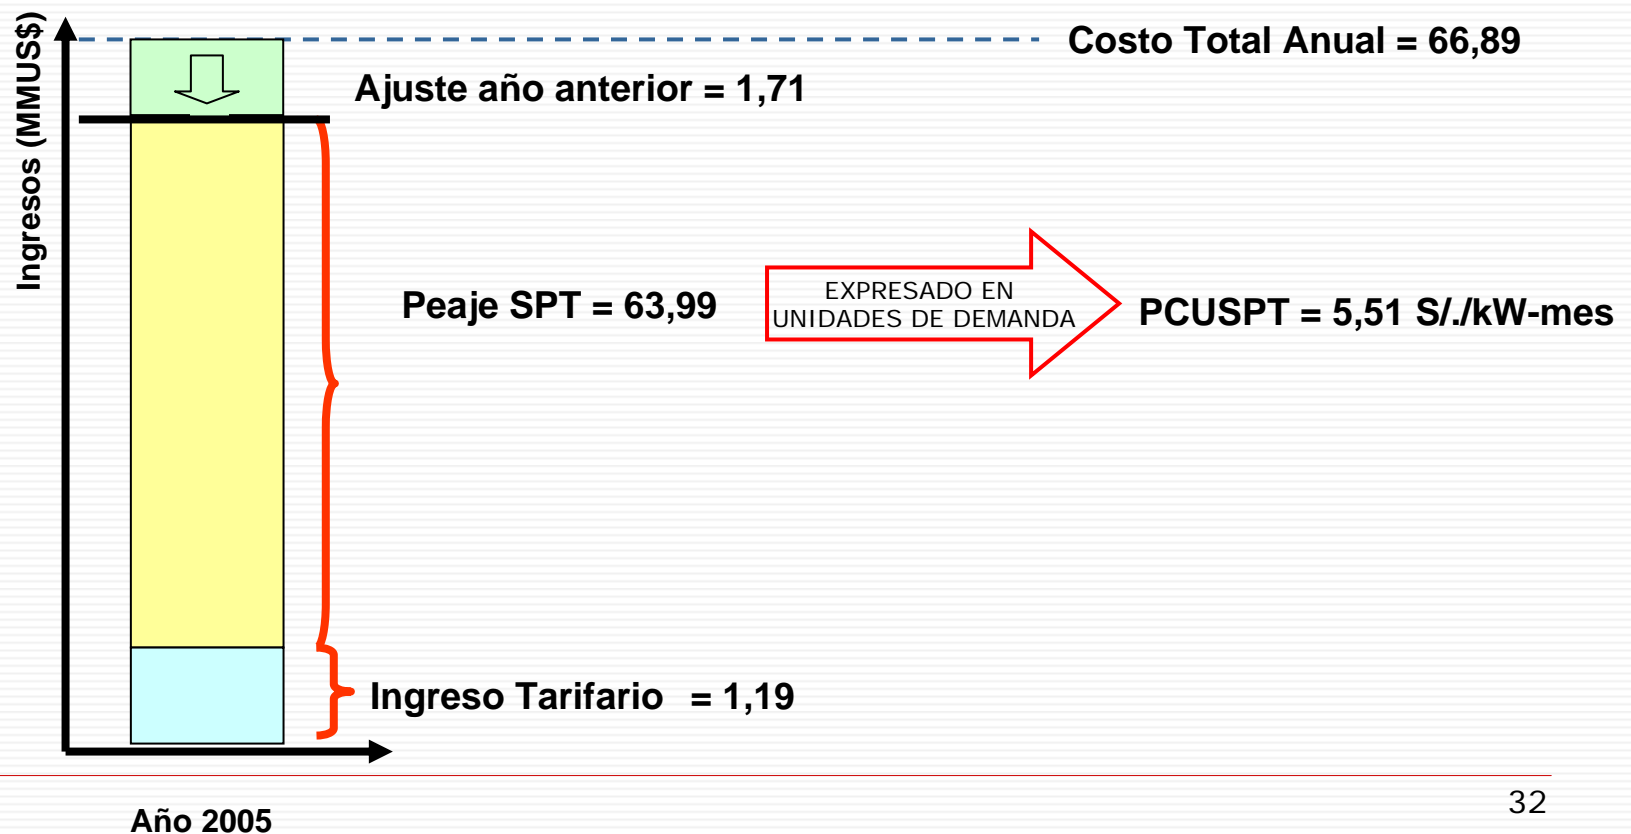 Ingresos (MMUS$)
Costo Total Anual = 66,89
Ajuste año anterior = 1,71
Peaje SPT = 63,99
EXPRESADO EN
UNIDADES DE DEMANDA
PCUSPT = 5,51 S/./kW-mes
Ingreso Tarifario = 1,19
Año 2005
32